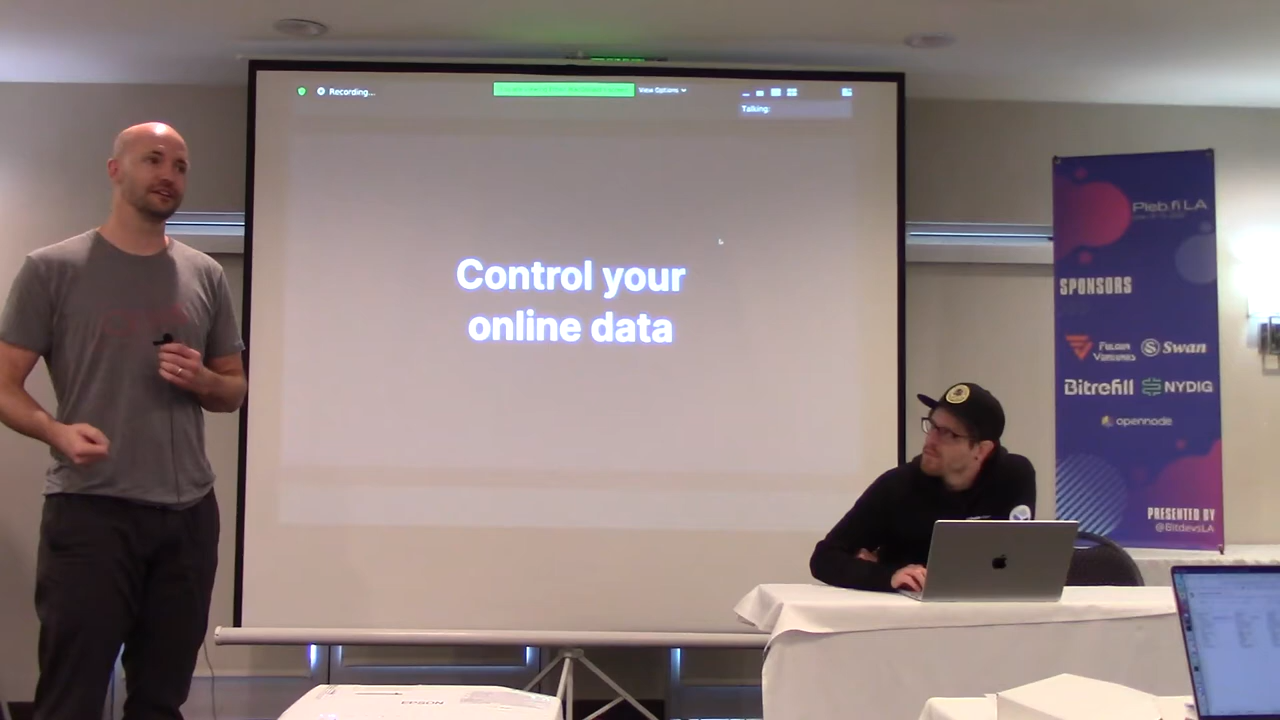 Recording...
View Options
Talking:
Control your
online data
Pleb.fi LA
SPONSORS
Fulgur
Ventures
Swan
Bitrefill
NYDIG
opennode
PRESENTED BY
@BitdevsLA
EPSON